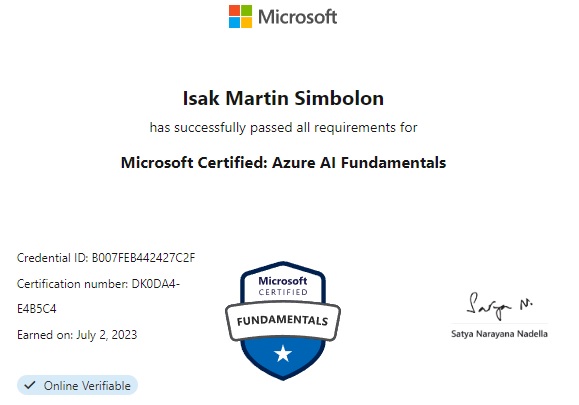 Microsoft
Isak Martin Simbolon
has successfully passed all requirements for
Microsoft Certified: Azure AI Fundamentals
Credential ID: B007FEB442427C2F
Certification number: DK0DA4-
E4B5C4
Earned on: July 2, 2023
Online Verifiable
Microsoft
CERTIFIED
FUNDAMENTALS
Satya N.
Satya Narayana Nadella